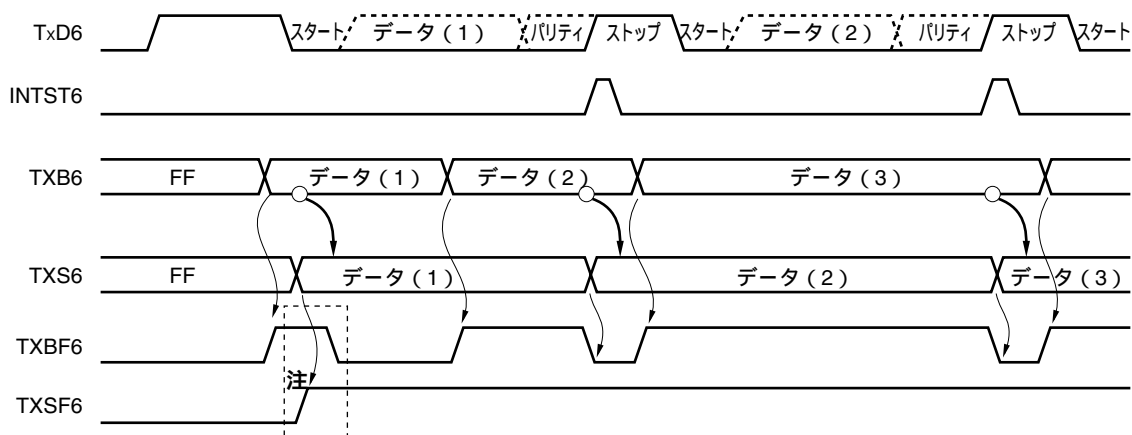 TxD6 スタート データ（1） パリティ ストップ スタート データ（2） パリティ ストップ スタート
INTST6
TXB6 FF データ（1） データ（2） データ（3）
TXS6 FF データ（1） データ（2） データ（3）
TXBF6
注
TXSF6